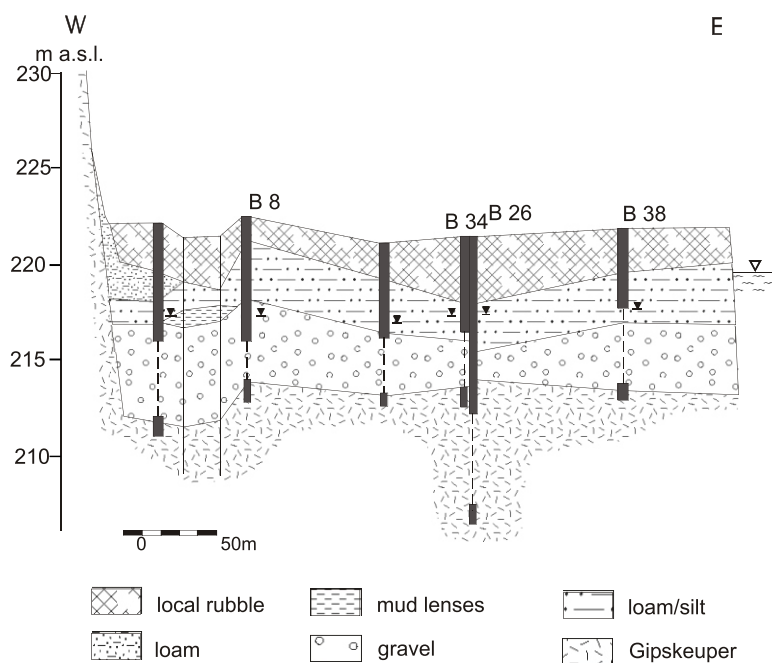 W E
m a.s.l.
230
225
220
215
210
B 8
B 34 B 26 B 38
0 50m
local rubble mud lenses loam/silt
loam gravel Gipskeuper